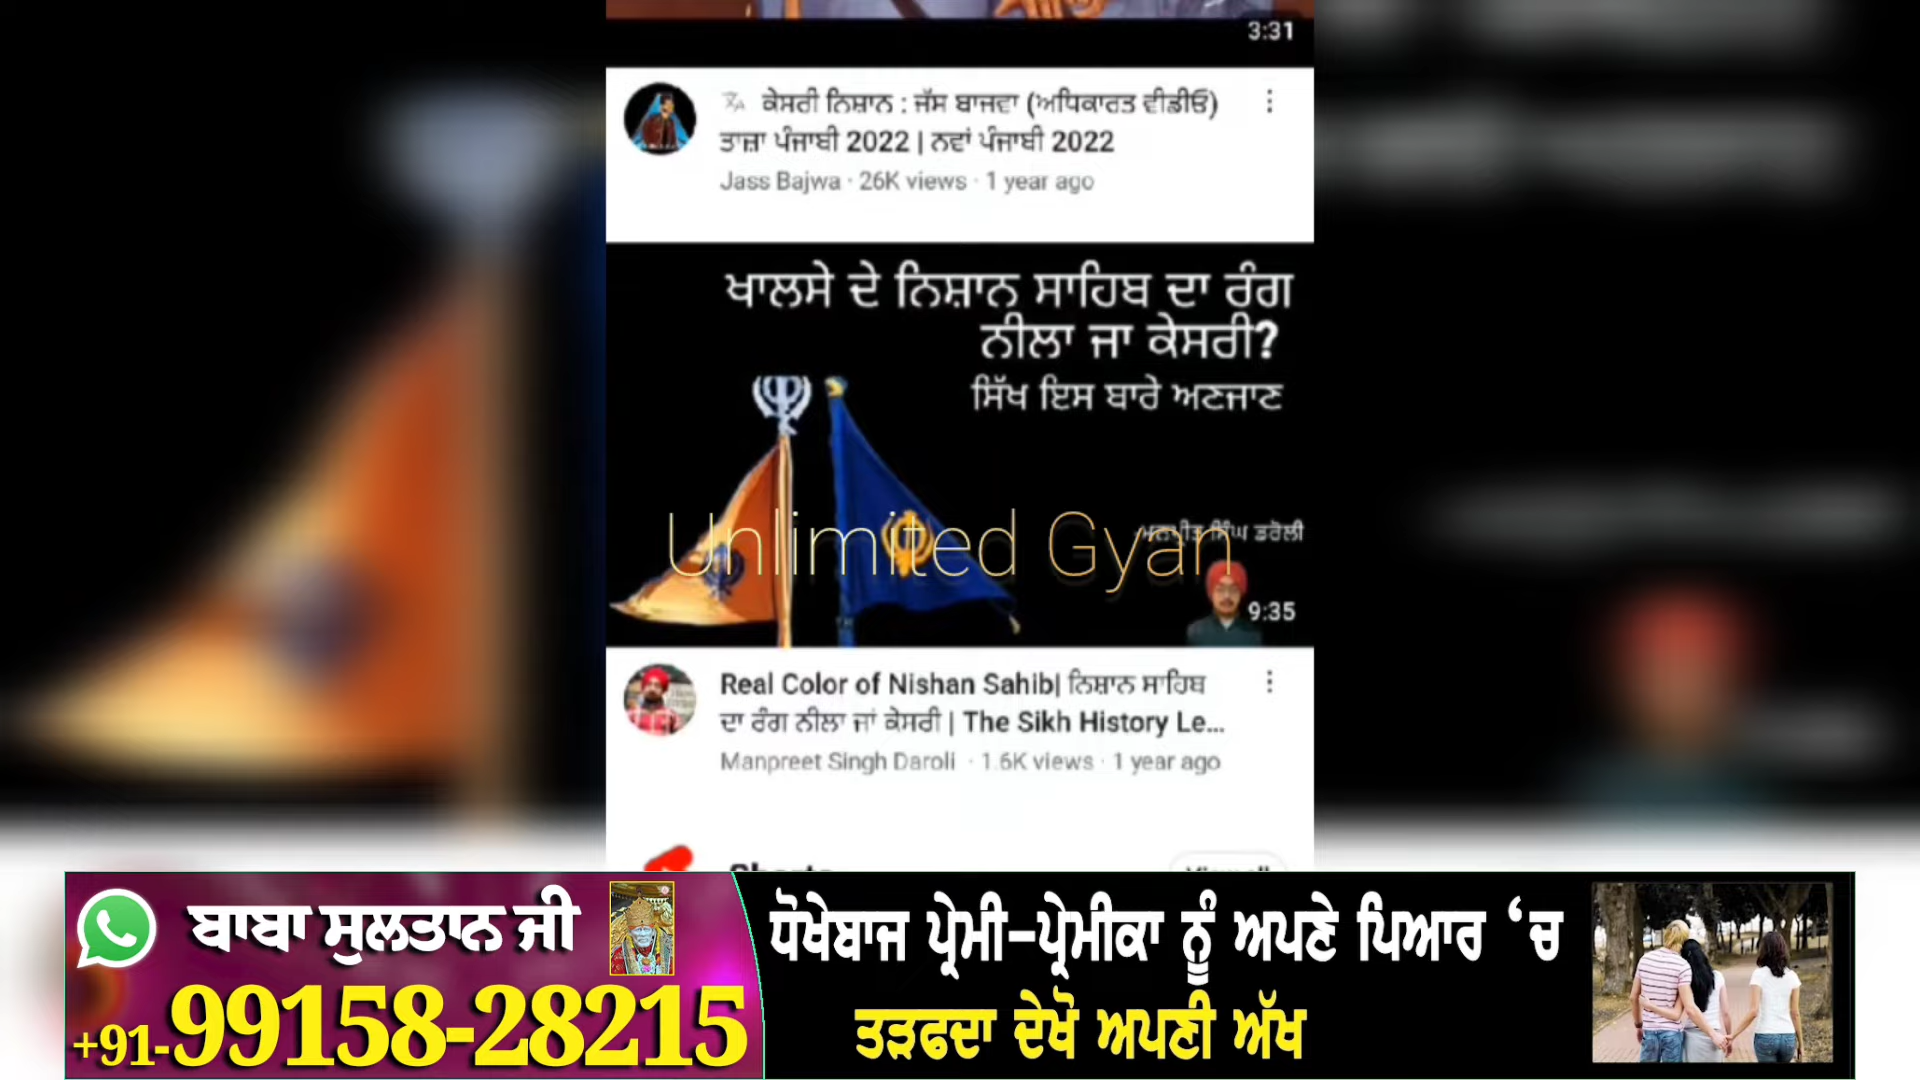 3:31
ਕੇਸਰੀ ਨਿਸ਼ਾਨ : ਜੱਸ ਬਾਜਵਾ (ਅਧਿਕਾਰਤ ਵੀਡੀਓ)
ਤਾਜ਼ਾ ਪੰਜਾਬੀ 2022 | ਨਵਾਂ ਪੰਜਾਬੀ 2022
Jass Bajwa · 26K views · 1 year ago
ਖਾਲਸੇ ਦੇ ਨਿਸ਼ਾਨ ਸਾਹਿਬ ਦਾ ਰੰਗ
ਨੀਲਾ ਜਾ ਕੇਸਰੀ?
ਸਿੱਖ ਇਸ ਬਾਰੇ ਅਣਜਾਣ
ਸਿੰਘ ਡਰੋਲੀ
Unlimited Gyan
9:35
Real Color of Nishan Sahib| ਨਿਸ਼ਾਨ ਸਾਹਿਬ
ਦਾ ਰੰਗ ਨੀਲਾ ਜਾਂ ਕੇਸਰੀ | The Sikh History Le...
Manpreet Singh Daroli · 1.6K views · 1 year ago
ਬਾਬਾ ਸੁਲਤਾਨ ਜੀ
+91-99158-28215
ਧੋਖੇਬਾਜ ਪ੍ਰੇਮੀ-ਪ੍ਰੇਮੀਕਾ ਨੂੰ ਅਪਣੇ ਪਿਆਰ ‘ਚ
ਤੜਫਦਾ ਦੇਖੋ ਅਪਣੀ ਅੱਖ